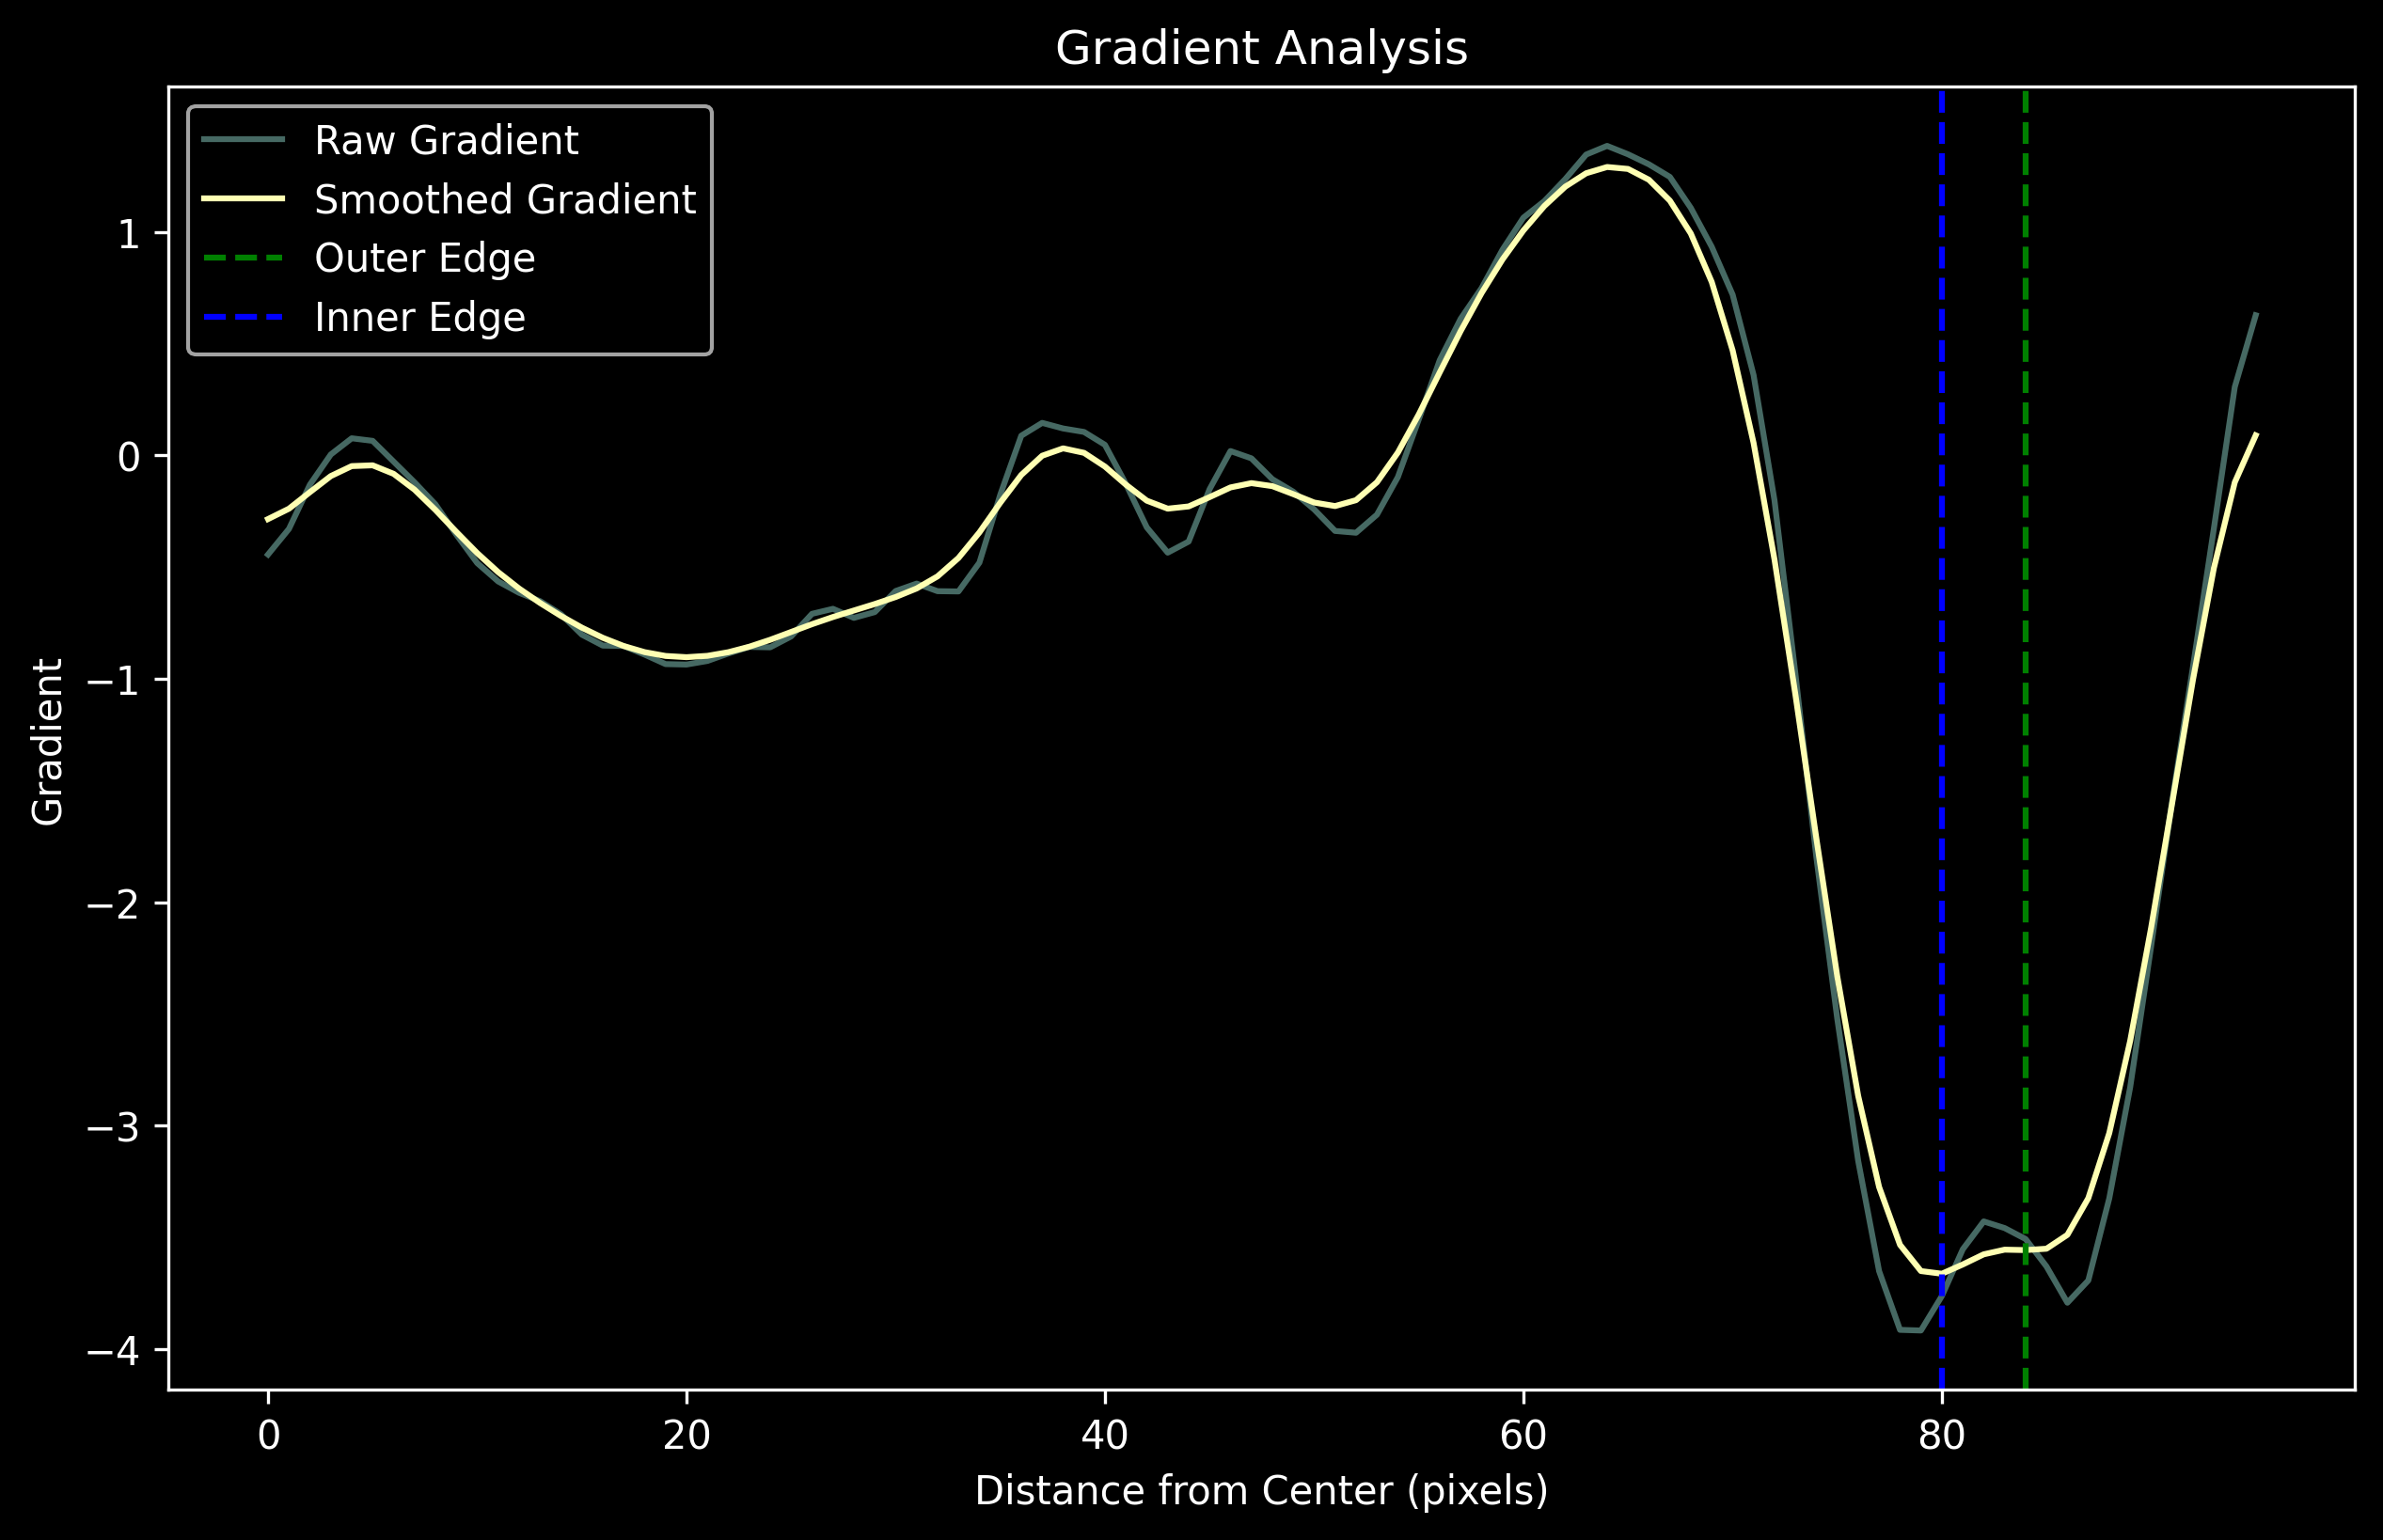 Gradient Analysis
Raw Gradient
Smoothed Gradient
Outer Edge
Inner Edge
1
0
−1
−2
−3
−4
Gradient
0 20 40 60 80
Distance from Center (pixels)